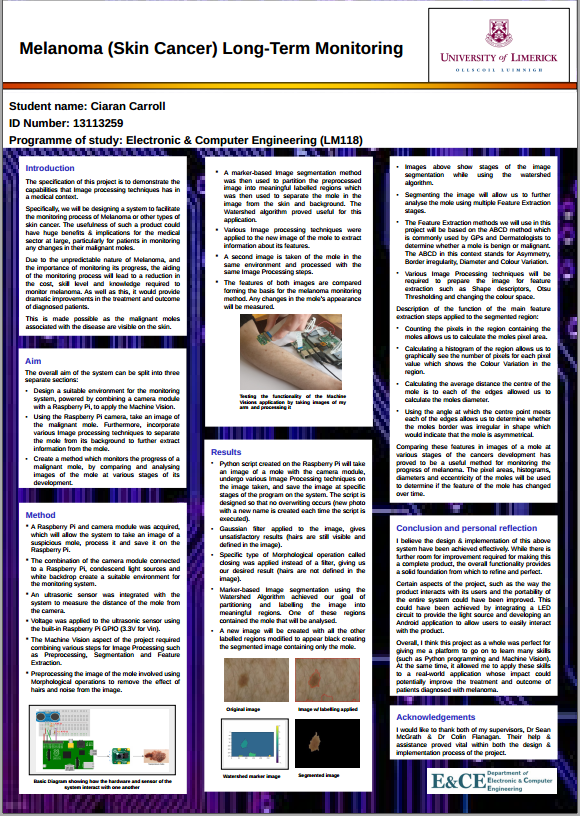 Melanoma (Skin Cancer) Long-Term Monitoring
UNIVERSITY of LIMERICK
OLLSCOIL LUIMNIGH
Student name: Ciaran Carroll
ID Number: 13113259
Programme of study: Electronic & Computer Engineering (LM118)
Introduction
The specification of this project is to demonstrate the
capabilities that Image processing techniques has in
a medical context.
Specifically, we will be designing a system to facilitate
the monitoring process of Melanoma or other types of
skin cancer. The usefulness of such a product could
have huge benefits & implications for the medical
sector at large, particularly for patients in monitoring
any changes in their malignant moles.
Due to the unpredictable nature of Melanoma, and
the importance of monitoring its progress, the aiding
of the monitoring process will lead to a reduction in
the cost, skill level and knowledge required to
monitor melanoma. As well as this, it would provide
dramatic improvements in the treatment and outcome
of diagnosed patients.
This is made possible as the malignant moles
associated with the disease are visible on the skin.
Aim
The overall aim of the system can be split into three
separate sections:
• Design a suitable environment for the monitoring
system, powered by combining a camera module
with a Raspberry Pi, to apply the Machine Vision.
• Using the Raspberry Pi camera, take an image of
the malignant mole. Furthermore, incorporate
various Image Processing techniques to separate
the mole from its background to further extract
information from the mole.
• Create a method which monitors the progress of a
malignant mole, by comparing and analysing
images of the mole at various stages of its
development.
Method
• A Raspberry Pi and camera module was acquired,
which will allow the system to take an image of a
suspicious mole, process it and save it on the
Raspberry Pi.
• The combination of the camera module connected
to a Raspberry Pi, condescend light sources and
white backdrop create a suitable environment for
the monitoring system.
• An ultrasonic sensor was integrated with the
system to measure the distance of the mole from
the camera.
• Voltage was applied to the ultrasonic sensor using
the built-in Raspberry Pi GPIO (3.3V for Vin).
• The Machine Vision aspect of the project required
combining various steps for Image Processing such
as Preprocessing, Segmentation and Feature
Extraction.
• Preprocessing the image of the mole involved using
Morphological operations to remove the effect of
hairs and noise from the image.
Basic Diagram showing how the hardware and sensor of the
system interact with one another
• A marker-based Image segmentation method
was then used to partition the preprocessed
image into meaningful labelled regions which
was then used to separate the mole in the
image from the skin and background. The
Watershed algorithm proved useful for this
application.
• Various Image Processing techniques were
applied to the new image of the mole to extract
information about its features.
• A second image is taken of the mole in the
same environment and processed with the
same Image Processing steps.
• The features of both images are compared
forming the basis for the melanoma monitoring
method. Any changes in the mole's appearance
will be measured.
Testing the functionality of the Machine
Visions application by taking images of my
arm and processing it
Results
• Python script created on the Raspberry Pi will take
an image of a mole with the camera module,
undergo various Image Processing techniques on
the image taken, and save the image at specific
stages of the program on the system. The script is
designed so that no overwriting occurs (new photo
with a new name is created each time the script is
executed).
• Gaussian filter applied to the image, gives
unsatisfactory results (hairs are still visible and
defined in the image).
• Specific type of Morphological operation called
closing was applied instead of a filter, giving us
our desired result (hairs are not defined in the
image).
• Marker-based Image segmentation using the
Watershed Algorithm achieved our goal of
partitioning and labelling the image into
meaningful regions. One of these regions
contained the mole that will be analysed.
• A new image will be created with all the other
labelled regions modified to appear black creating
the segmented image containing only the mole.
Original image
Image w/ labelling applied
Watershed marker image
Segmented image
• Images above show stages of the image
segmentation while using the watershed
algorithm.
• Segmenting the image will allow us to further
analyse the mole using multiple Feature Extraction
stages.
• The Feature Extraction methods we will use in this
project will be based on the ABCD method which is
commonly used by GPs and Dermatologists to
determine whether a mole is benign or malignant.
The ABCD in this context stands for Asymmetry,
Border irregularity, Diameter and Colour Variation.
• Various Image Processing techniques will be
required to prepare the image for feature
extraction such as Shape descriptors, Otsu
Thresholding and changing the colour space.
Description of the function of the main feature
extraction steps applied to the segmented region:
• Counting the pixels in the region containing the
moles allows us to calculate the moles pixel area.
• Calculating a histogram of the region allows us to
graphically see the number of pixels for each pixel
value which shows the Colour Variation in the
region.
• Calculating the average distance the centre of the
mole is to each of the edges allowed us to
calculate the moles diameter.
• Using the angle at which the centre point meets
each of the edges allows us to determine whether
the moles border was irregular in shape which
would indicate that the mole is asymmetrical.
Comparing these features in images of a mole at
various stages of the cancers development has
proved to be a useful method for monitoring the
progress of melanoma. The pixel areas, histograms,
diameters and eccentricity of the moles will be used
to determine if the feature of the mole has changed
over time.
Conclusion and personal reflection
I believe the design & implementation of this above
system have been achieved effectively. While there is
further room for improvement required for making this
a complete product, the overall functionality provides
a solid foundation from which to refine and perfect.
Certain aspects of the project, such as the way the
product interacts with its users and the portability of
the entire system could have been improved. This
could have been achieved by integrating a LED
circuit to provide the light source and developing an
Android application to allow users to easily interact
with the product.
Overall, I think this project as a whole was perfect for
giving me a platform to go on to learn many skills
(such as Python programming and Machine Vision).
At the same time, it allowed me to apply these skills
to a real-world application whose impact could
potentially improve the treatment and outcome of
patients diagnosed with melanoma.
Acknowledgements
I would like to thank both of my supervisors, Dr Sean
McGrath & Dr Colin Flanagan. Their help &
assistance proved vital within both the design &
implementation process of the project.
E&CE Department of
Electronic & Computer
Engineering